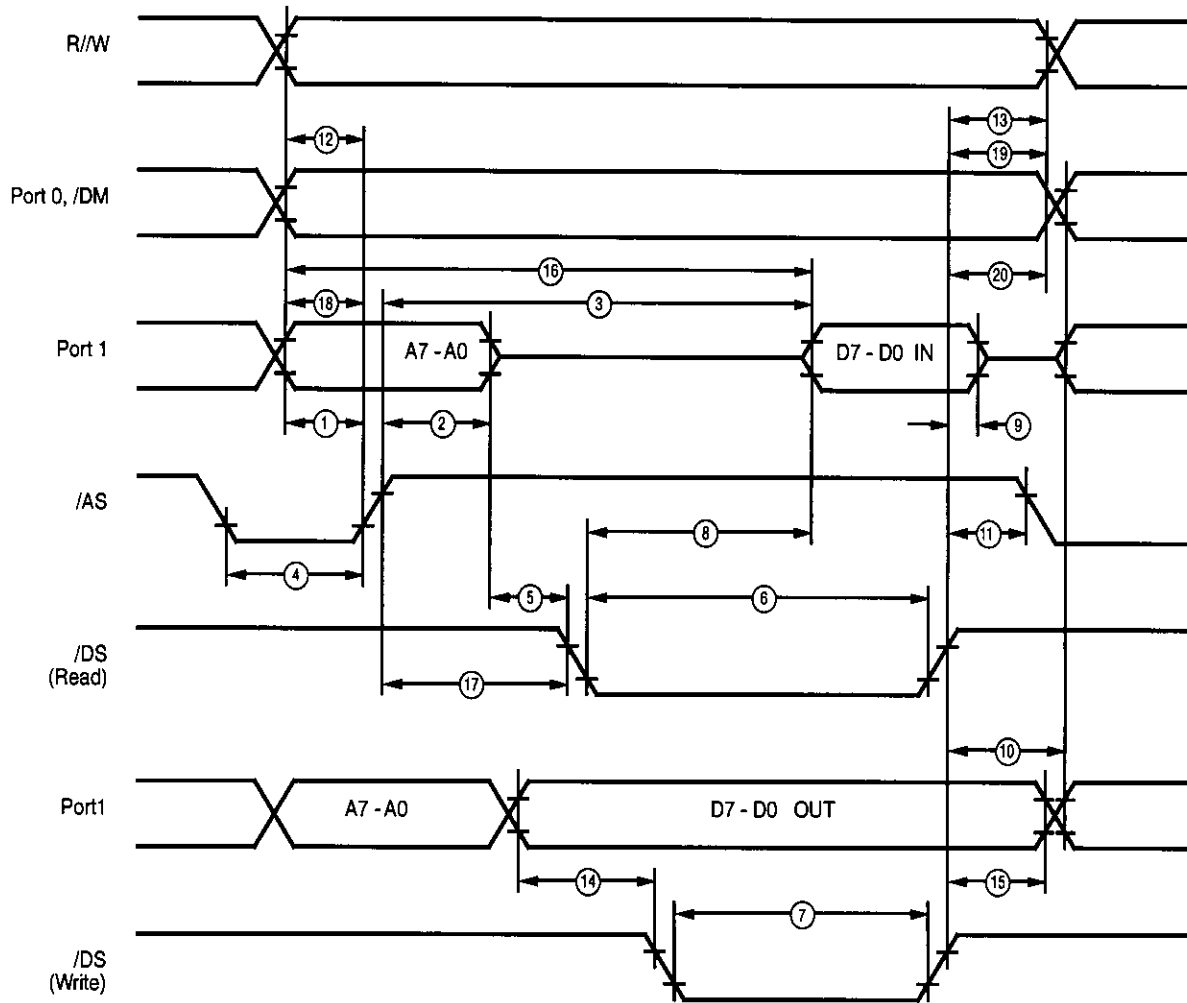 R//W
12
13
19
Port 0, /DM
16
20
18
3
Port 1
A7 - A0
D7 - D0 IN
1
2
9
/AS
8
11
4
5
6
/DS
(Read)
17
10
Port1
A7 - A0
D7 - D0 OUT
14
15
7
/DS
(Write)